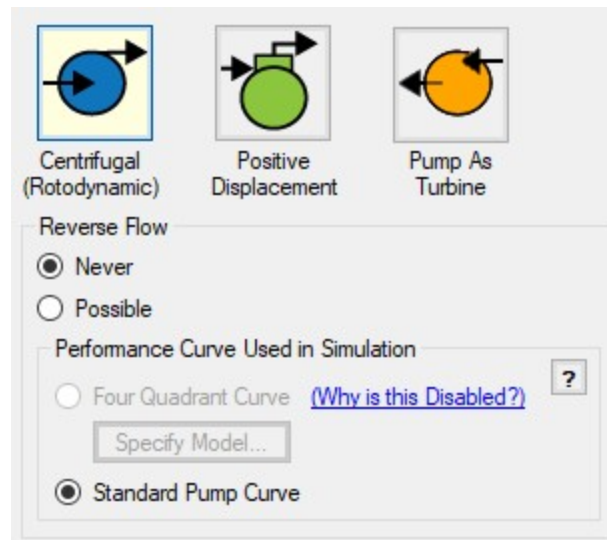 Centrifugal
(Rotodynamic)
Positive
Displacement
Pump As
Turbine
Reverse Flow
Never
Possible
Performance Curve Used in Simulation
?
Four Quadrant Curve (Why is this Disabled?)
Specify Model...
Standard Pump Curve